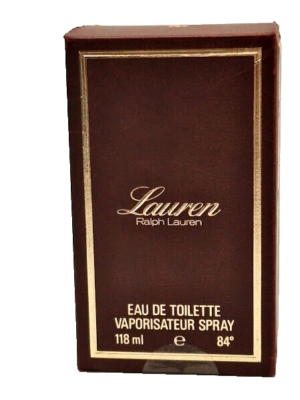 Lauren
Ralph Lauren
EAU DE TOILETTE
VAPORISATEUR SPRAY
118 ml ℮ 84°